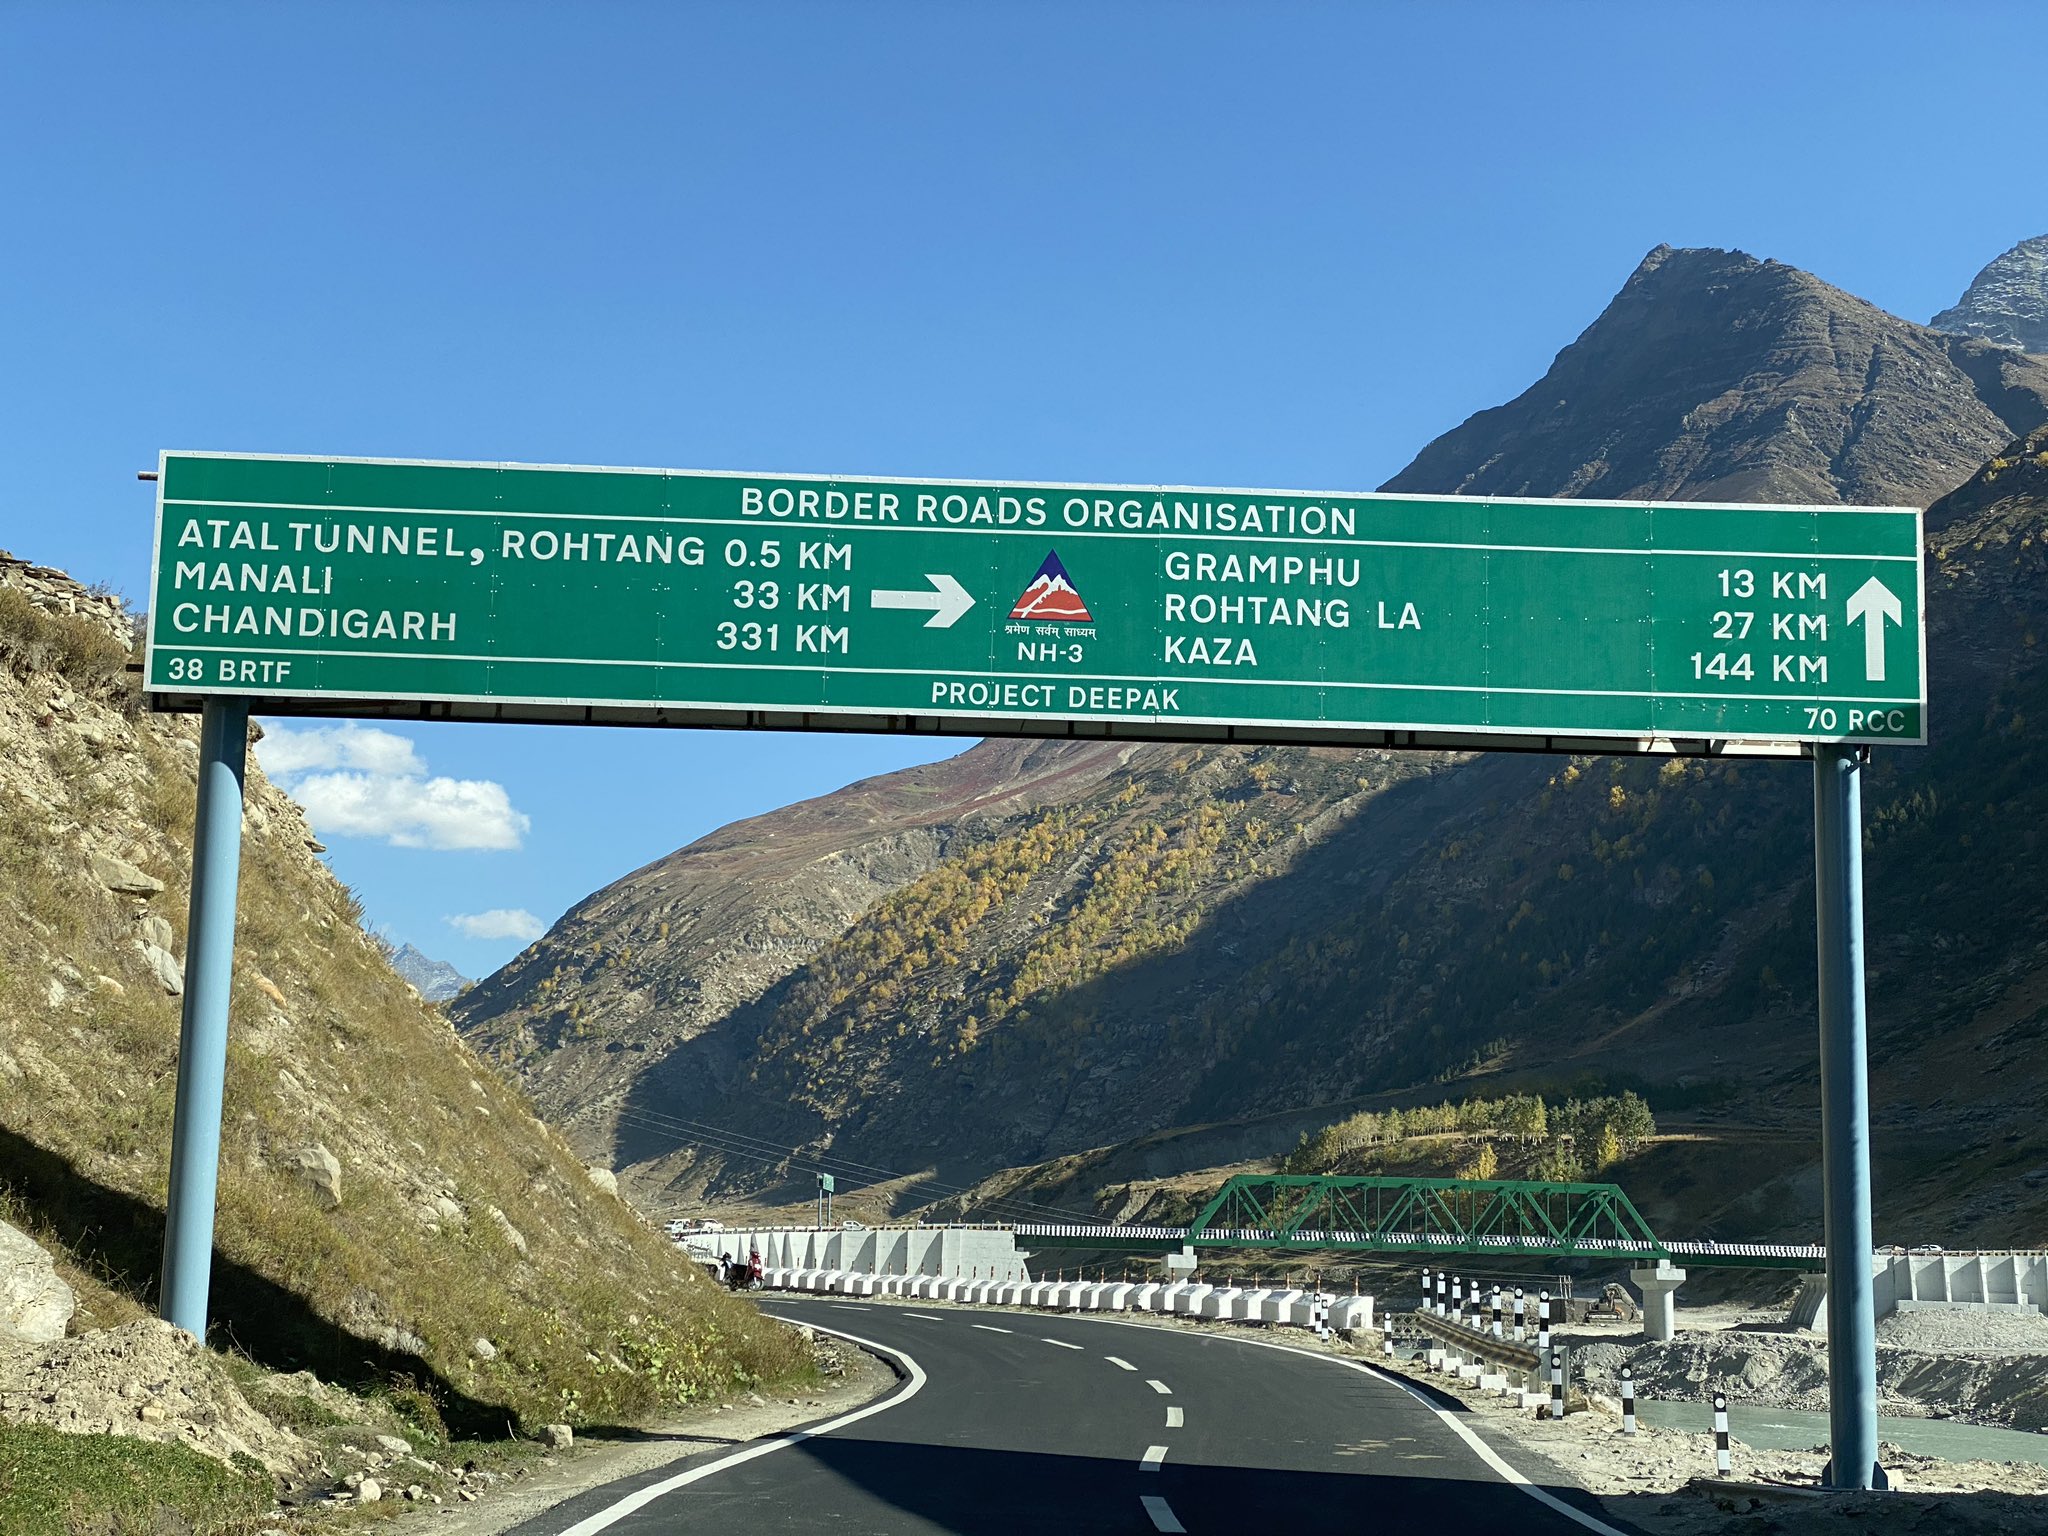 BORDER ROADS ORGANISATION
ATAL TUNNEL, ROHTANG 0.5 KM
MANALI 33 KM
CHANDIGARH 331 KM
श्रमेण सर्वम् साध्यम्
NH-3
GRAMPHU 13 KM
ROHTANG LA 27 KM
KAZA 144 KM
38 BRTF
PROJECT DEEPAK
70 RCC